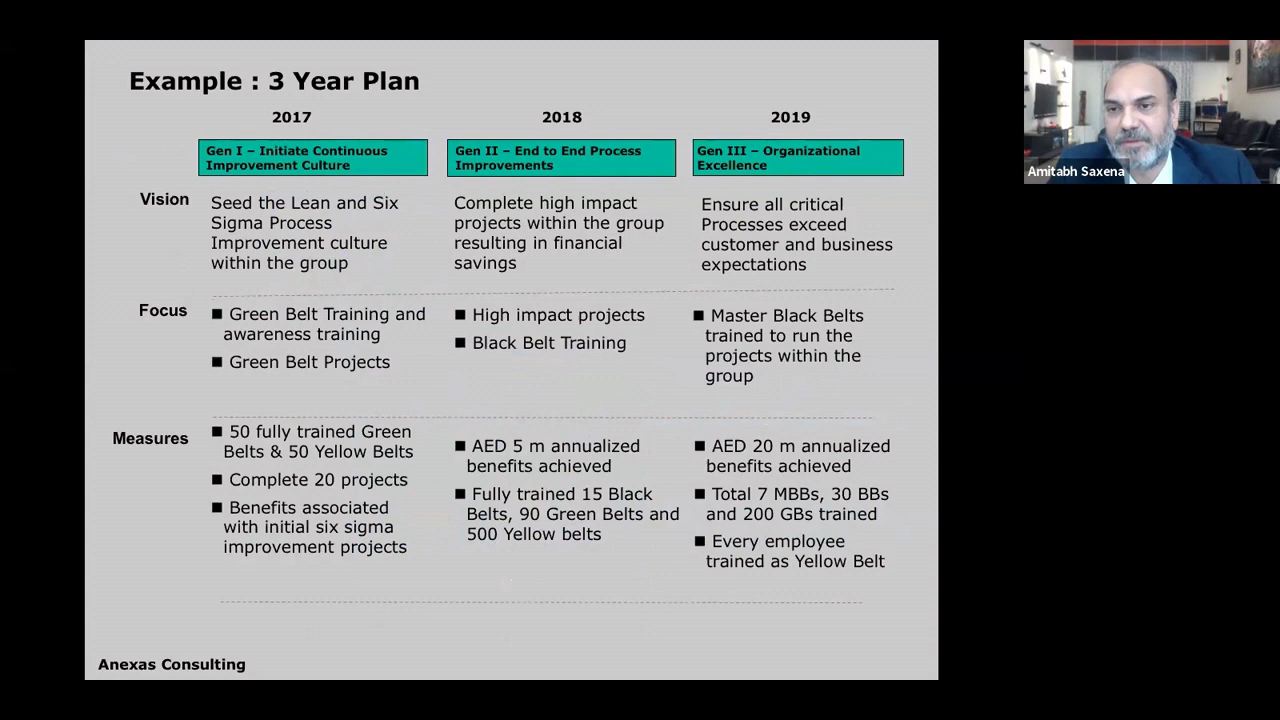 Example : 3 Year Plan
2017
2018
2019
Gen I – Initiate Continuous
Improvement Culture
Gen II – End to End Process
Improvements
Gen III – Organizational
Excellence
Vision
Seed the Lean and Six
Sigma Process
Improvement culture
within the group
Complete high impact
projects within the group
resulting in financial
savings
Ensure all critical
Processes exceed
customer and business
expectations
Focus
■ Green Belt Training and
awareness training
■ Green Belt Projects
■ High impact projects
■ Black Belt Training
■ Master Black Belts
trained to run the
projects within the
group
Measures
■ 50 fully trained Green
Belts & 50 Yellow Belts
■ Complete 20 projects
■ Benefits associated
with initial six sigma
improvement projects
■ AED 5 m annualized
benefits achieved
■ Fully trained 15 Black
Belts, 90 Green Belts and
500 Yellow belts
■ AED 20 m annualized
benefits achieved
■ Total 7 MBBs, 30 BBs
and 200 GBs trained
■ Every employee
trained as Yellow Belt
Anexas Consulting
Amitabh Saxena